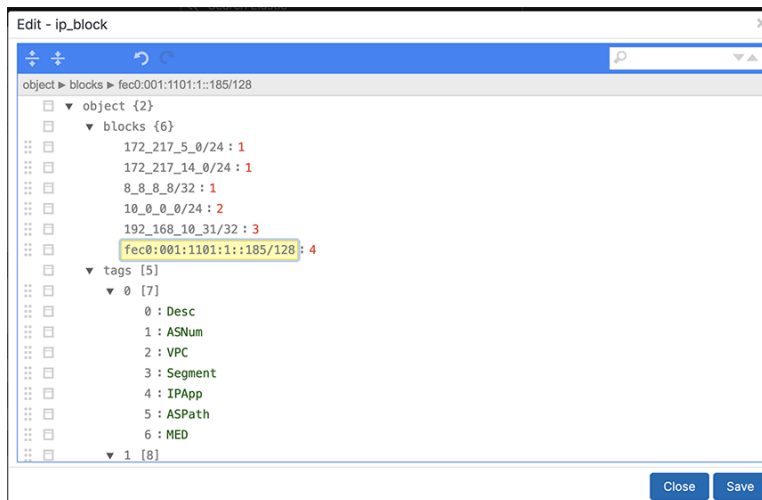 Edit - ip_block
object ▶ blocks ▶ fec0:001:1101:1::185/128
object {2}
blocks {6}
172_217_5_0/24 : 1
172_217_14_0/24 : 1
8_8_8_8/32 : 1
10_0_0_0/24 : 2
192_168_10_31/32 : 3
fec0:001:1101:1::185/128 : 4
tags [5]
0 [7]
0 : Desc
1 : ASNum
2 : VPC
3 : Segment
4 : IPApp
5 : ASPath
6 : MED
1 [8]
Close
Save